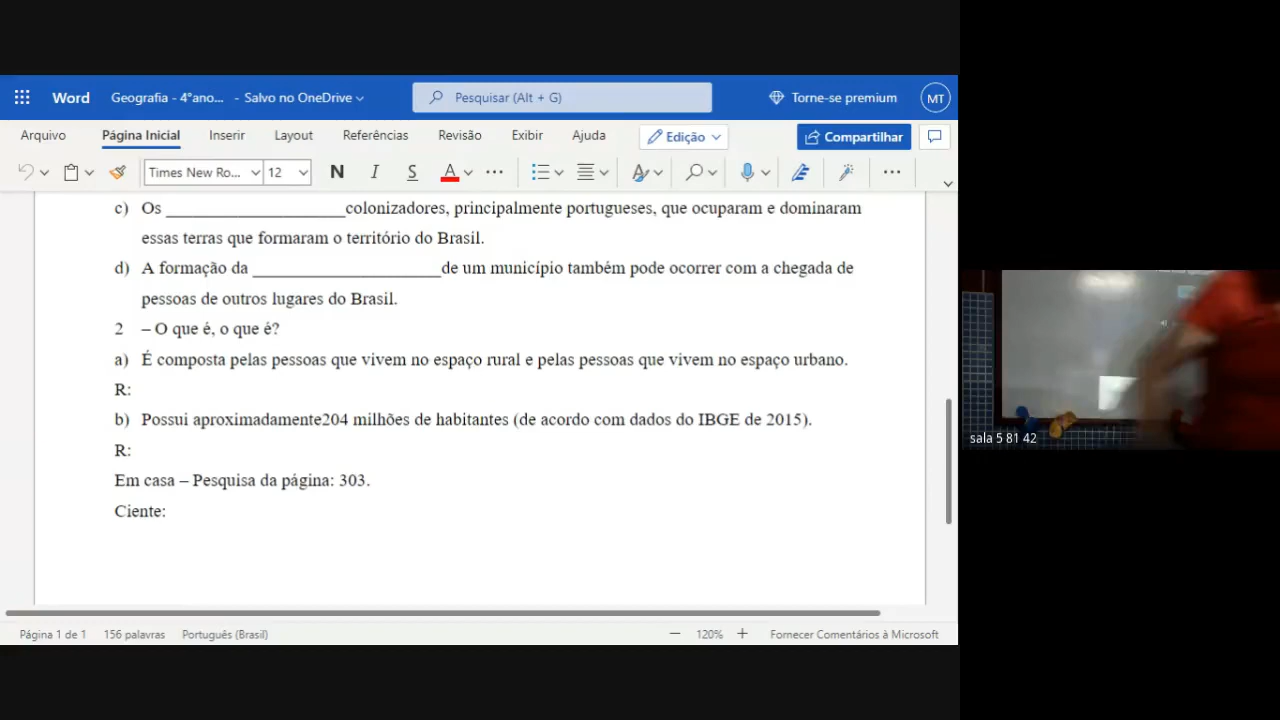 Word Geografia - 4°ano... - Salvo no OneDrive Pesquisar (Alt + G) Torne-se premium MT
Arquivo Página Inicial Inserir Layout Referências Revisão Exibir Ajuda Edição Compartilhar
Times New Ro... 12 N I S A ...
c) Os ____________________colonizadores, principalmente portugueses, que ocuparam e dominaram
essas terras que formaram o território do Brasil.
d) A formação da _____________________de um município também pode ocorrer com a chegada de
pessoas de outros lugares do Brasil.
2 – O que é, o que é?
a) É composta pelas pessoas que vivem no espaço rural e pelas pessoas que vivem no espaço urbano.
R:
b) Possui aproximadamente204 milhões de habitantes (de acordo com dados do IBGE de 2015).
R:
Em casa – Pesquisa da página: 303.
Ciente:
Página 1 de 1 156 palavras Português (Brasil) 120% Fornecer Comentários à Microsoft
sala 5 81 42